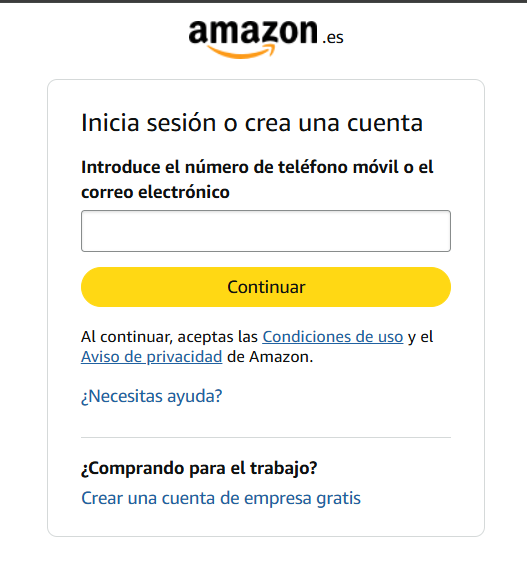 amazon.es
Inicia sesión o crea una cuenta
Introduce el número de teléfono móvil o el
correo electrónico
Continuar
Al continuar, aceptas las Condiciones de uso y el
Aviso de privacidad de Amazon.
¿Necesitas ayuda?
¿Comprando para el trabajo?
Crear una cuenta de empresa gratis